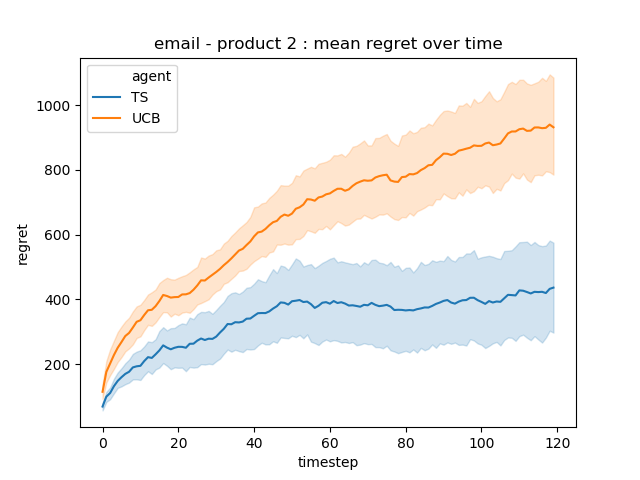 email - product 2 : mean regret over time
agent
TS
UCB
regret
1000
800
600
400
200
0 20 40 60 80 100 120
timestep